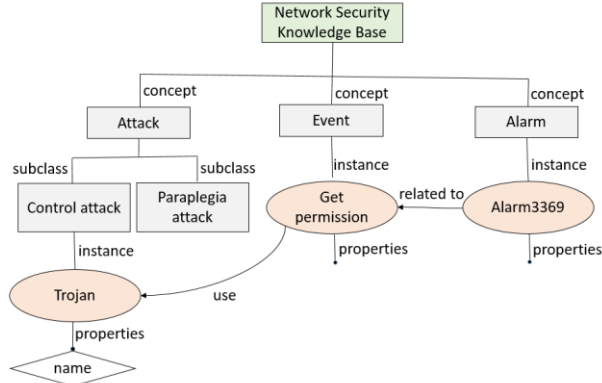 Network Security
Knowledge Base
concept
concept
concept
Attack
Event
Alarm
subclass
subclass
instance
instance
Control attack
Paraplegia
attack
Get
permission
related to
Alarm3369
instance
properties
properties
Trojan
use
properties
name